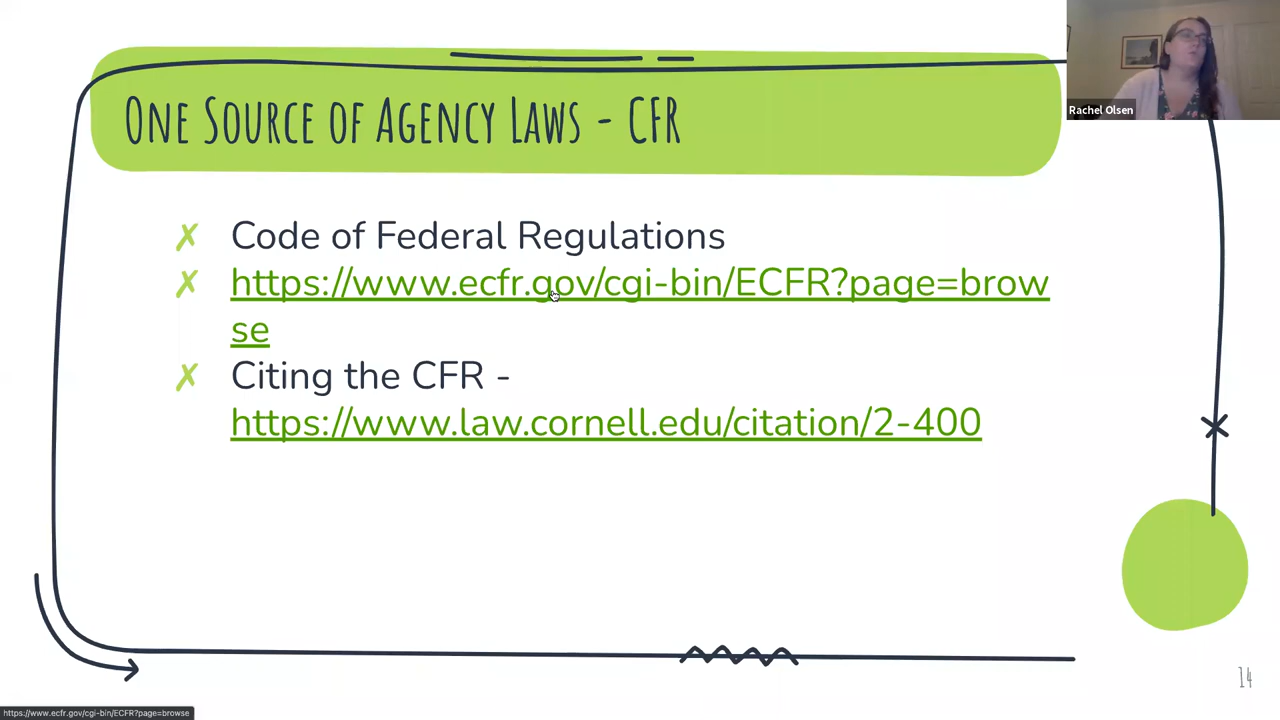 Rachel Olsen
One Source of Agency Laws - CFR
✗ Code of Federal Regulations
✗ https://www.ecfr.gov/cgi-bin/ECFR?page=brow
se
✗ Citing the CFR -
https://www.law.cornell.edu/citation/2-400
14
https://www.ecfr.gov/cgi-bin/ECFR?page=browse